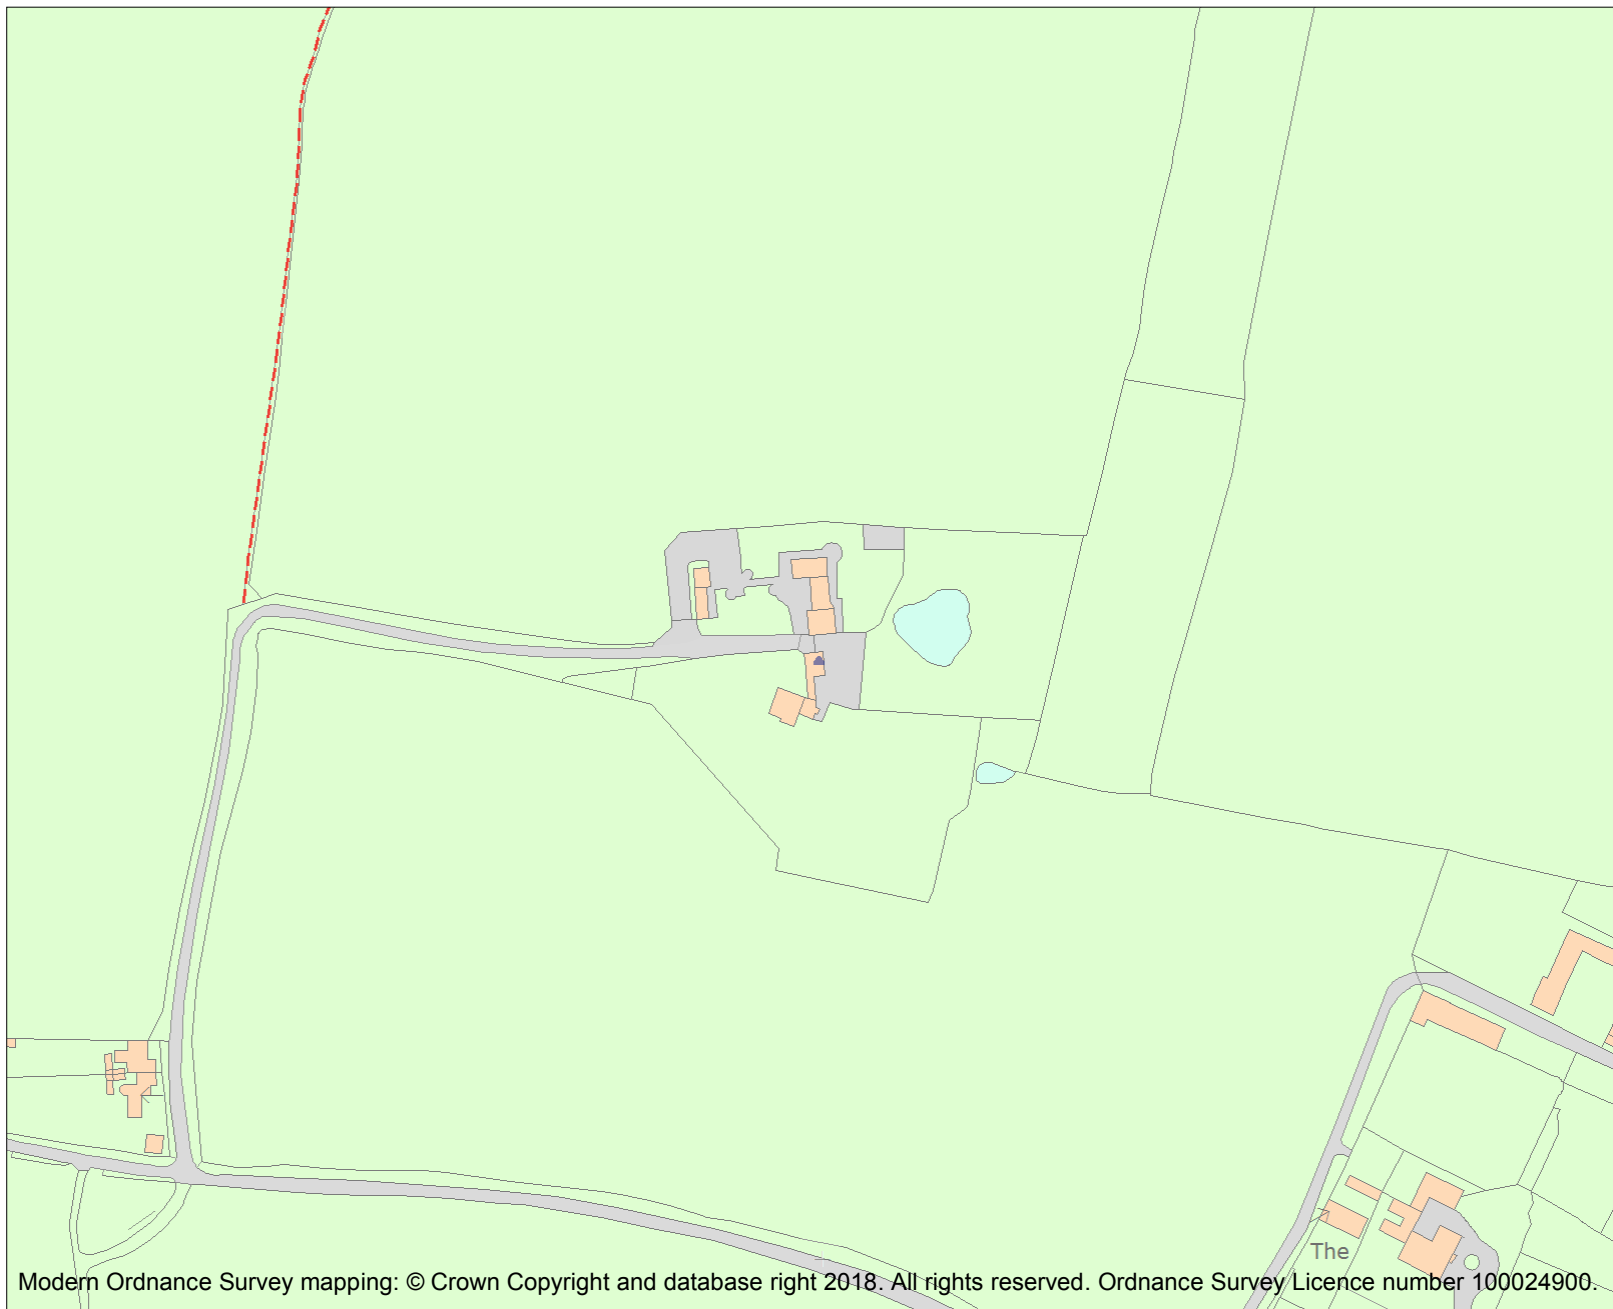 The
Modern Ordnance Survey mapping: © Crown Copyright and database right 2018. All rights reserved. Ordnance Survey Licence number 100024900.